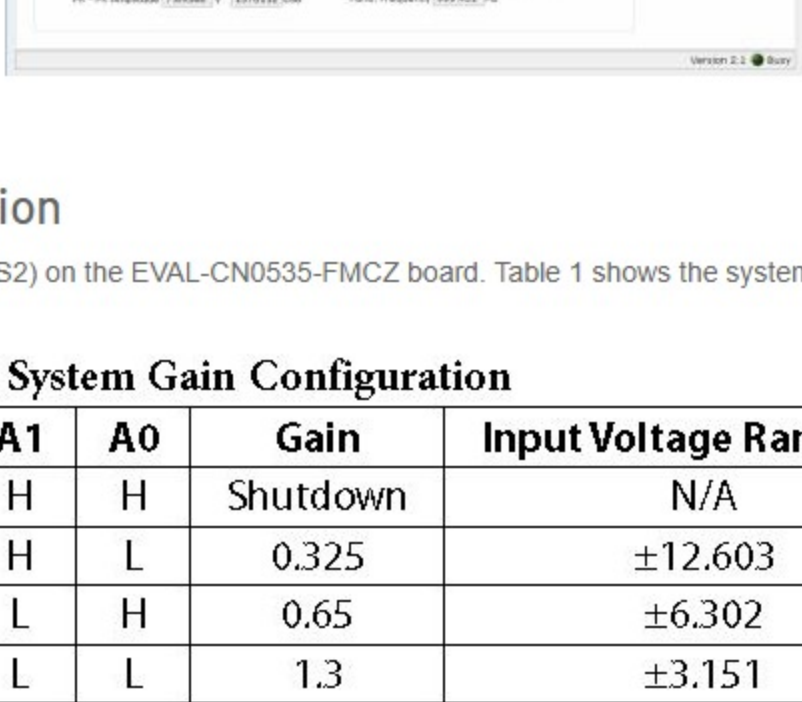 Version 2.1 Busy
ion
S2) on the EVAL-CN0535-FMCZ board. Table 1 shows the system
System Gain Configuration
A1 A0 Gain Input Voltage Ran
H H Shutdown N/A
H L 0.325 ±12.603
L H 0.65 ±6.302
L L 1.3 ±3.151